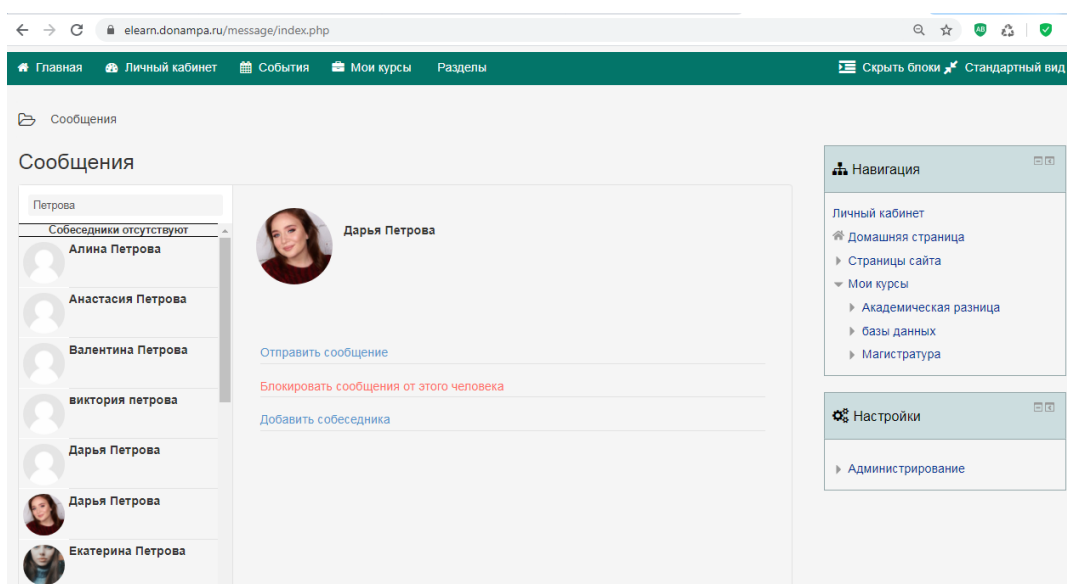 elearn.donampa.ru/message/index.php
AB
Главная Личный кабинет События Мои курсы Разделы Скрыть блоки Стандартный вид
Сообщения
Сообщения
Петрова
Собеседники отсутствуют
Алина Петрова
Анастасия Петрова
Валентина Петрова
виктория петрова
Дарья Петрова
Дарья Петрова
Екатерина Петрова
Дарья Петрова
Отправить сообщение
Блокировать сообщения от этого человека
Добавить собеседника
Навигация
Личный кабинет
Домашняя страница
Страницы сайта
Мои курсы
Академическая разница
базы данных
Магистратура
Настройки
Администрирование